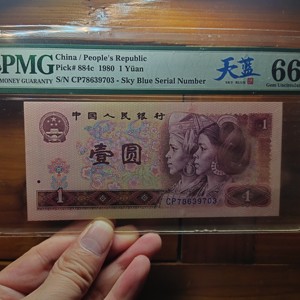 PMG
MONEY GUARANTY
China / People's Republic
Pick# 884c 1980 1 Yüan
S/N CP78639703 - Sky Blue Serial Number
天蓝
66
中国人民银行
壹圆
1
1
CP78639703